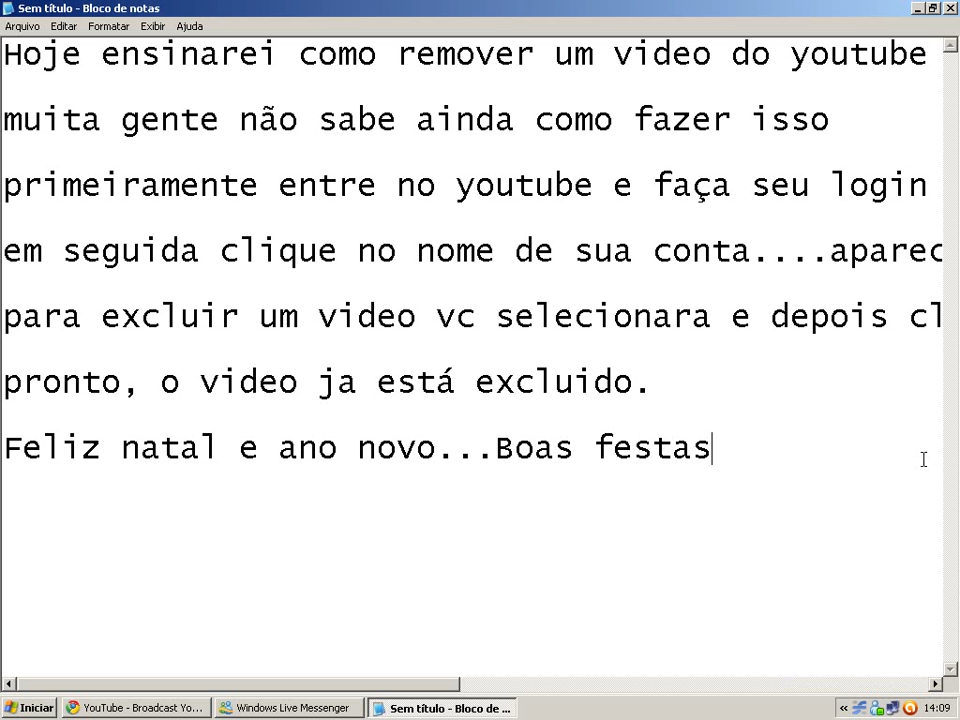 Sem título - Bloco de notas
Arquivo Editar Formatar Exibir Ajuda
Hoje ensinarei como remover um video do youtube
muita gente não sabe ainda como fazer isso
primeiramente entre no youtube e faça seu login
em seguida clique no nome de sua conta....aparec
para excluir um video vc selecionara e depois cl
pronto, o video ja está excluido.
Feliz natal e ano novo...Boas festas
Iniciar YouTube - Broadcast Yo... Windows Live Messenger Sem título - Bloco de ... « 14:09